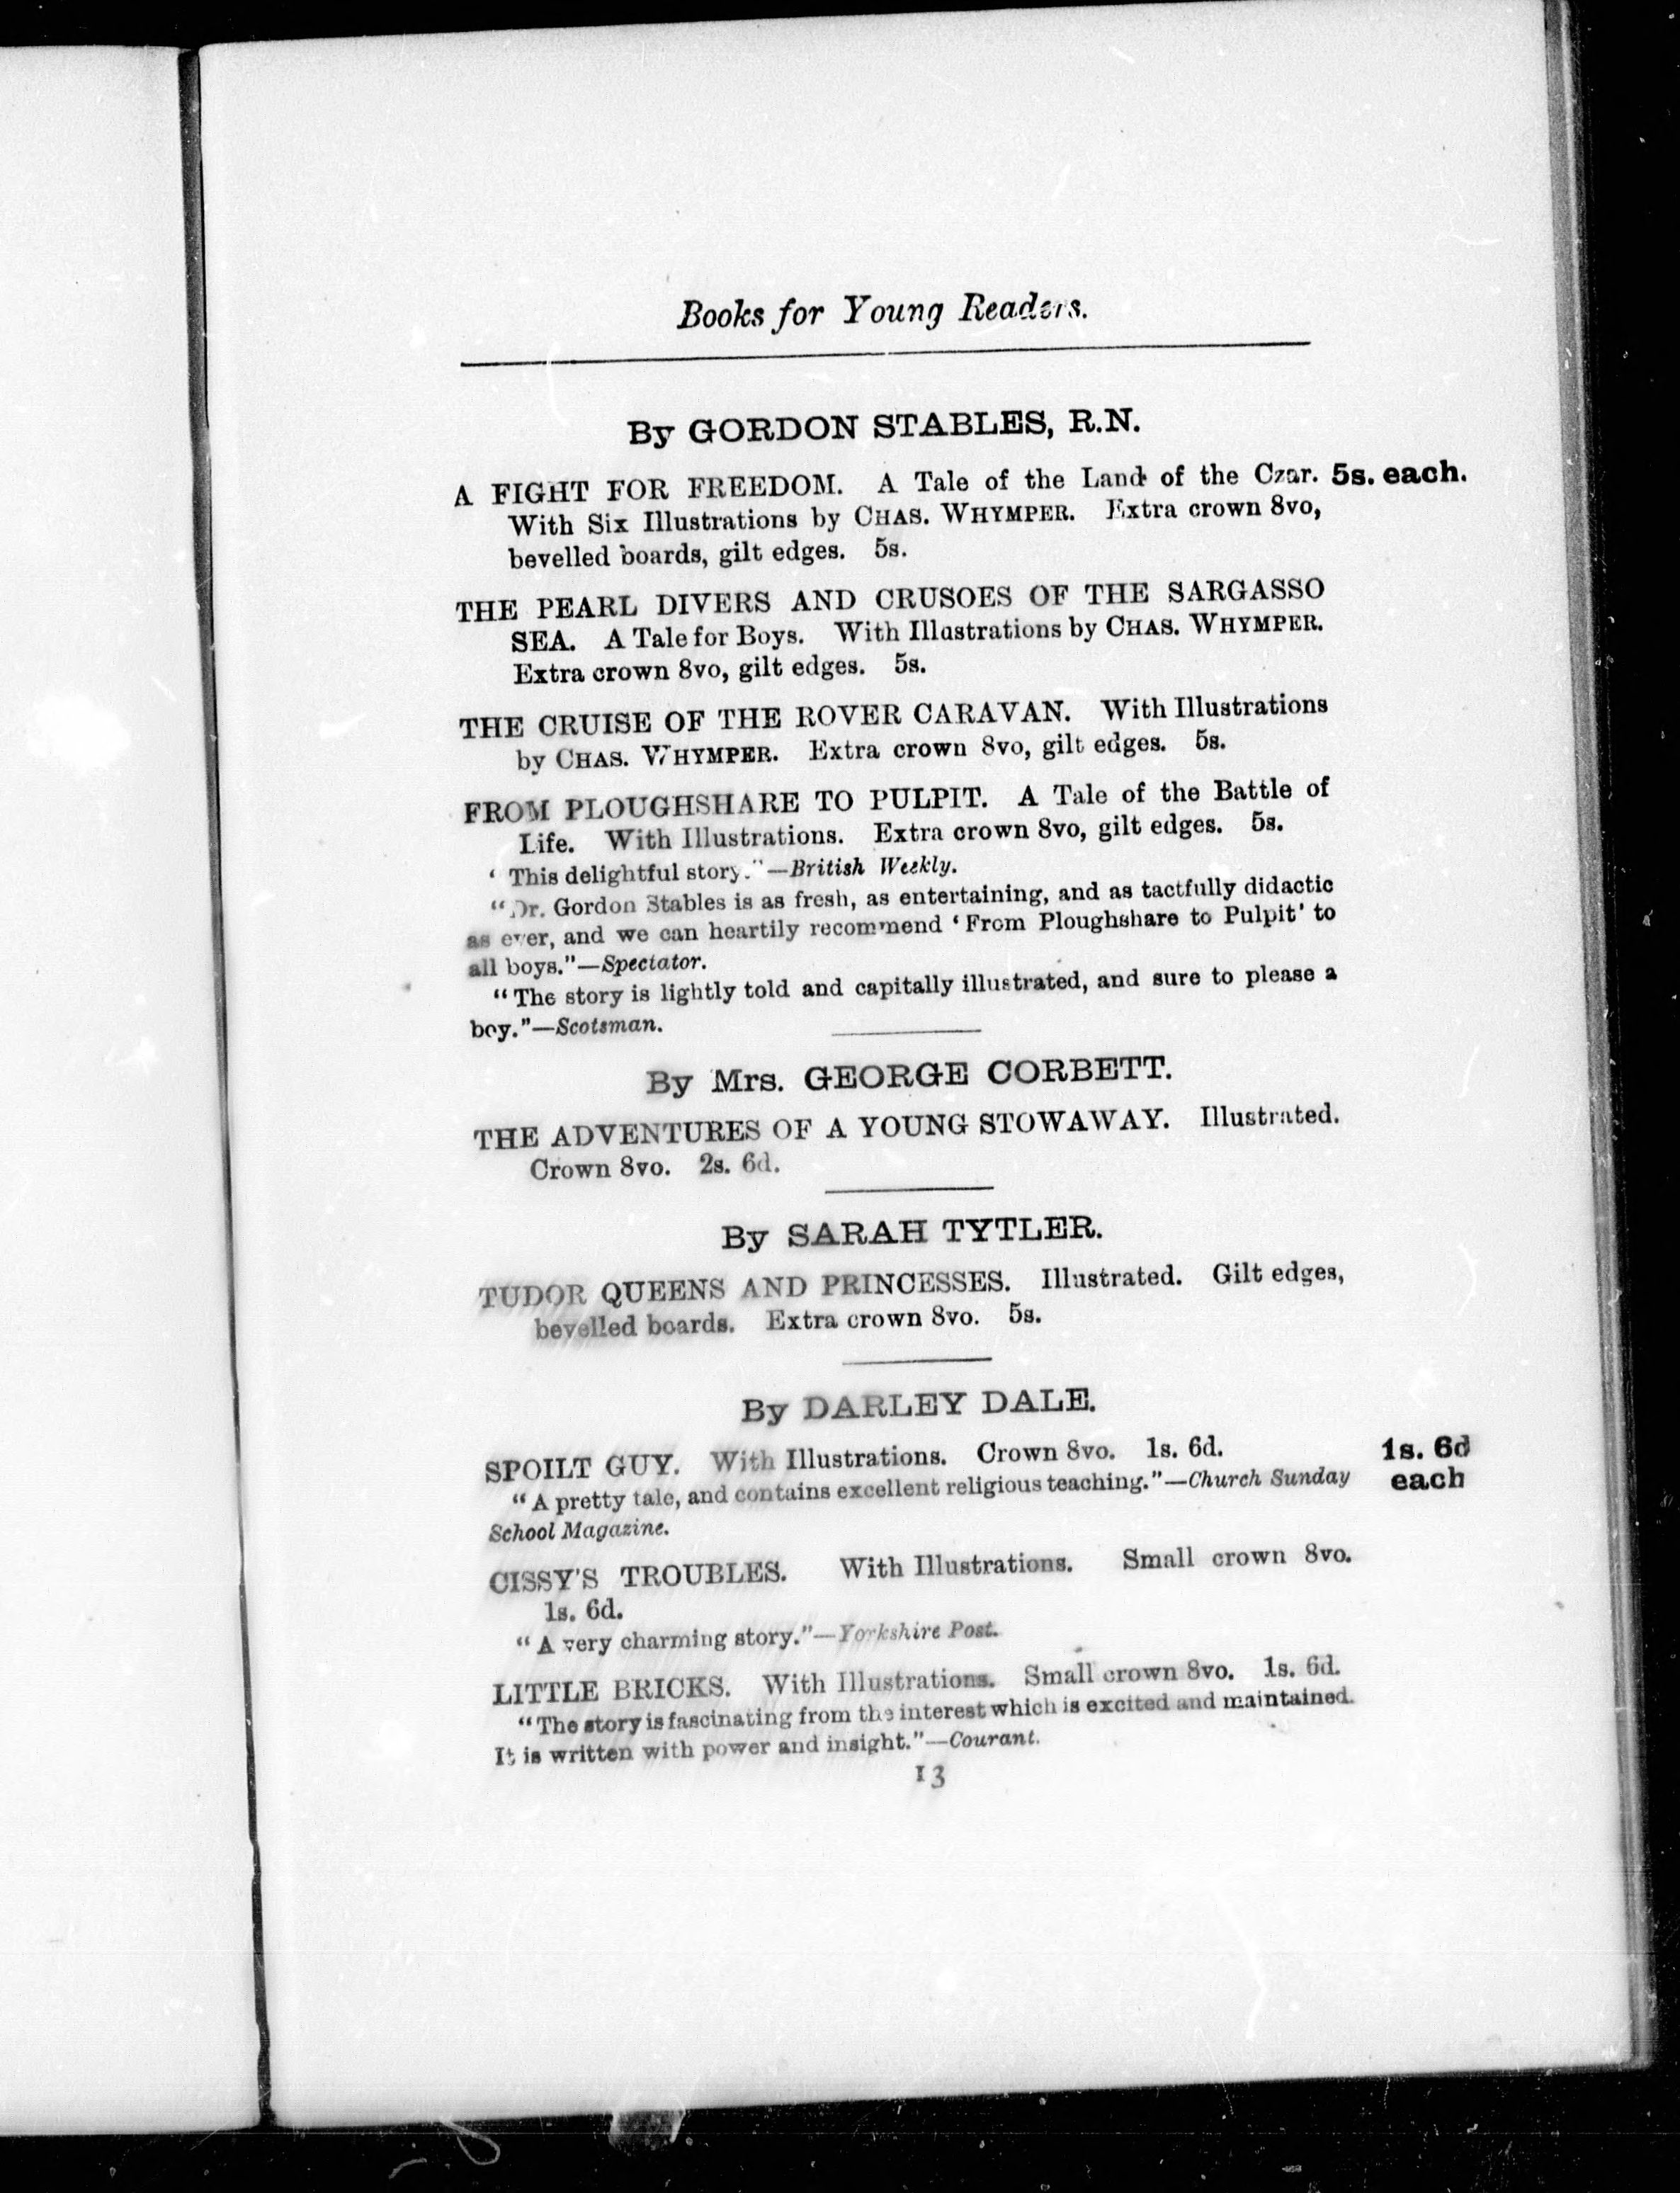 Books for Young Readers.
By GORDON STABLES, R.N.
A FIGHT FOR FREEDOM. A Tale of the Land of the Czar. 5s. each.
With Six Illustrations by CHAS. WHYMPER. Extra crown 8vo,
bevelled boards, gilt edges. 5s.
THE PEARL DIVERS AND CRUSOES OF THE SARGASSO
SEA. A Tale for Boys. With Illustrations by CHAS. WHYMPER.
Extra crown 8vo, gilt edges. 5s.
THE CRUISE OF THE ROVER CARAVAN. With Illustrations
by CHAS. WHYMPER. Extra crown 8vo, gilt edges. 5s.
FROM PLOUGHSHARE TO PULPIT. A Tale of the Battle of
Life. With Illustrations. Extra crown 8vo, gilt edges. 5s.
‘ This delightful story."—British Weekly.
“Dr. Gordon Stables is as fresh, as entertaining, and as tactfully didactic
as ever, and we can heartily recommend ‘From Ploughshare to Pulpit’ to
all boys."—Spectator.
“The story is lightly told and capitally illustrated, and sure to please a
boy."—Scotsman.
By Mrs. GEORGE CORBETT.
THE ADVENTURES OF A YOUNG STOWAWAY. Illustrated.
Crown 8vo. 2s. 6d.
By SARAH TYTLER.
TUDOR QUEENS AND PRINCESSES. Illustrated. Gilt edges,
bevelled boards. Extra crown 8vo. 5s.
By DARLEY DALE.
SPOILT GUY. With Illustrations. Crown 8vo. 1s. 6d. 1s. 6d
“A pretty tale, and contains excellent religious teaching."—Church Sunday each
School Magazine.
CISSY'S TROUBLES. With Illustrations. Small crown 8vo.
1s. 6d.
“A very charming story."—Yorkshire Post.
LITTLE BRICKS. With Illustrations. Small crown 8vo. 1s. 6d.
“The story is fascinating from the interest which is excited and maintained.
It is written with power and insight."—Courant.
13